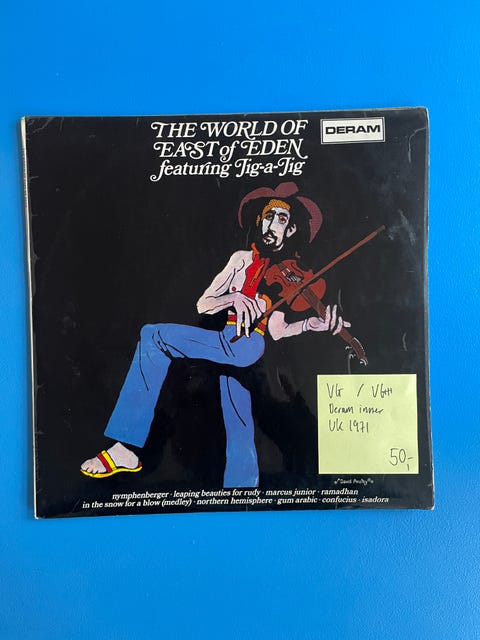 THE WORLD OF
EAST of EDEN
featuring Jig-a-Jig
DERAM
VG / VG++
Deram inner
UK 1971
50,-
nymphenberger · leaping beauties for rudy · marcus junior · ramadhan
in the snow for a blow (medley) · northern hemisphere · gum arabic · confucius · isadora